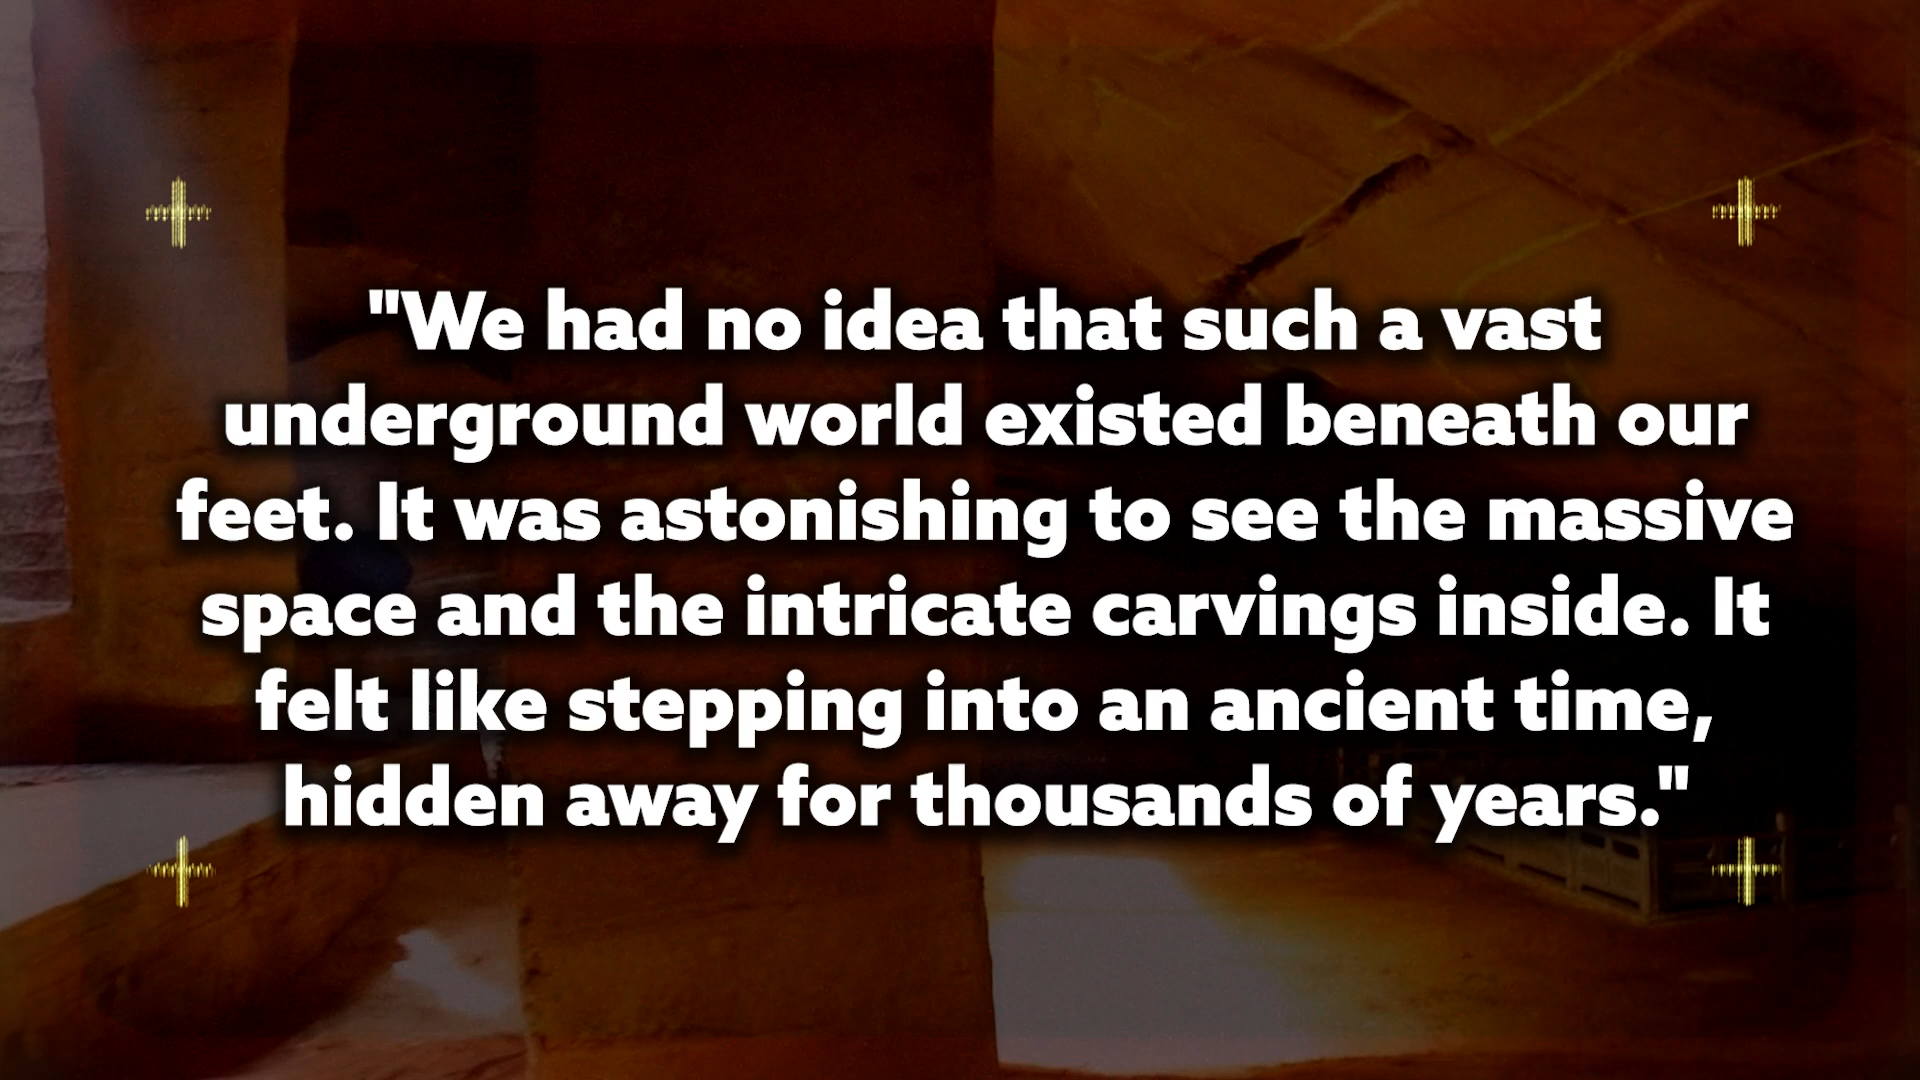 "We had no idea that such a vast
underground world existed beneath our
feet. It was astonishing to see the massive
space and the intricate carvings inside. It
felt like stepping into an ancient time,
hidden away for thousands of years."